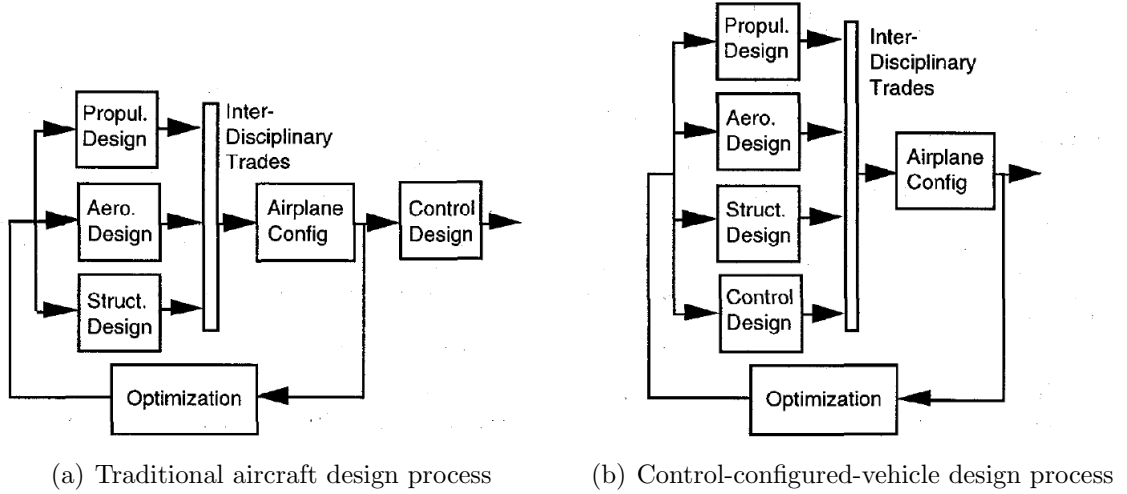 Propul.
Design
Aero.
Design
Struct.
Design
Inter-
Disciplinary
Trades
Airplane
Config
Control
Design
Optimization
(a) Traditional aircraft design process
Propul.
Design
Aero.
Design
Struct.
Design
Control
Design
Inter-
Disciplinary
Trades
Airplane
Config
Optimization
(b) Control-configured-vehicle design process